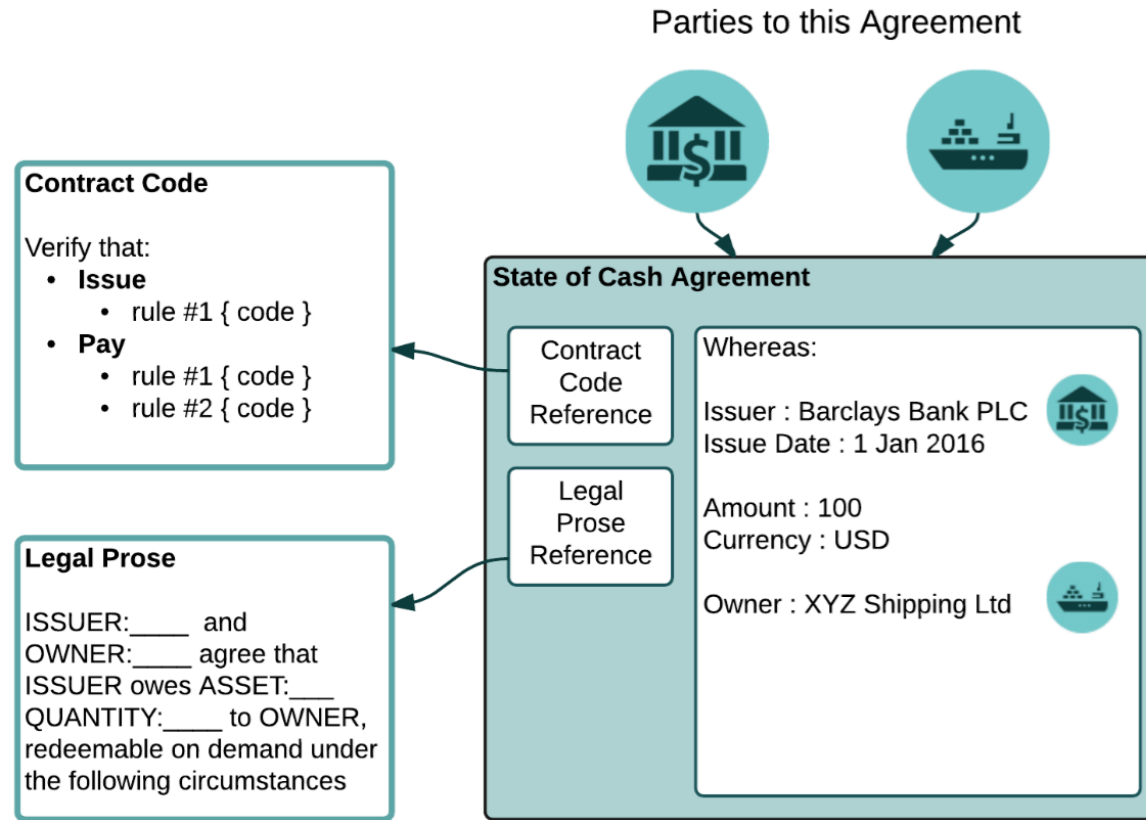 Parties to this Agreement
Contract Code
Verify that:
• Issue
• rule #1 { code }
• Pay
• rule #1 { code }
• rule #2 { code }
Legal Prose
ISSUER:____ and
OWNER:____ agree that
ISSUER owes ASSET:___
QUANTITY:____ to OWNER,
redeemable on demand under
the following circumstances
State of Cash Agreement
Contract
Code
Reference
Legal
Prose
Reference
Whereas:
Issuer : Barclays Bank PLC
Issue Date : 1 Jan 2016
Amount : 100
Currency : USD
Owner : XYZ Shipping Ltd